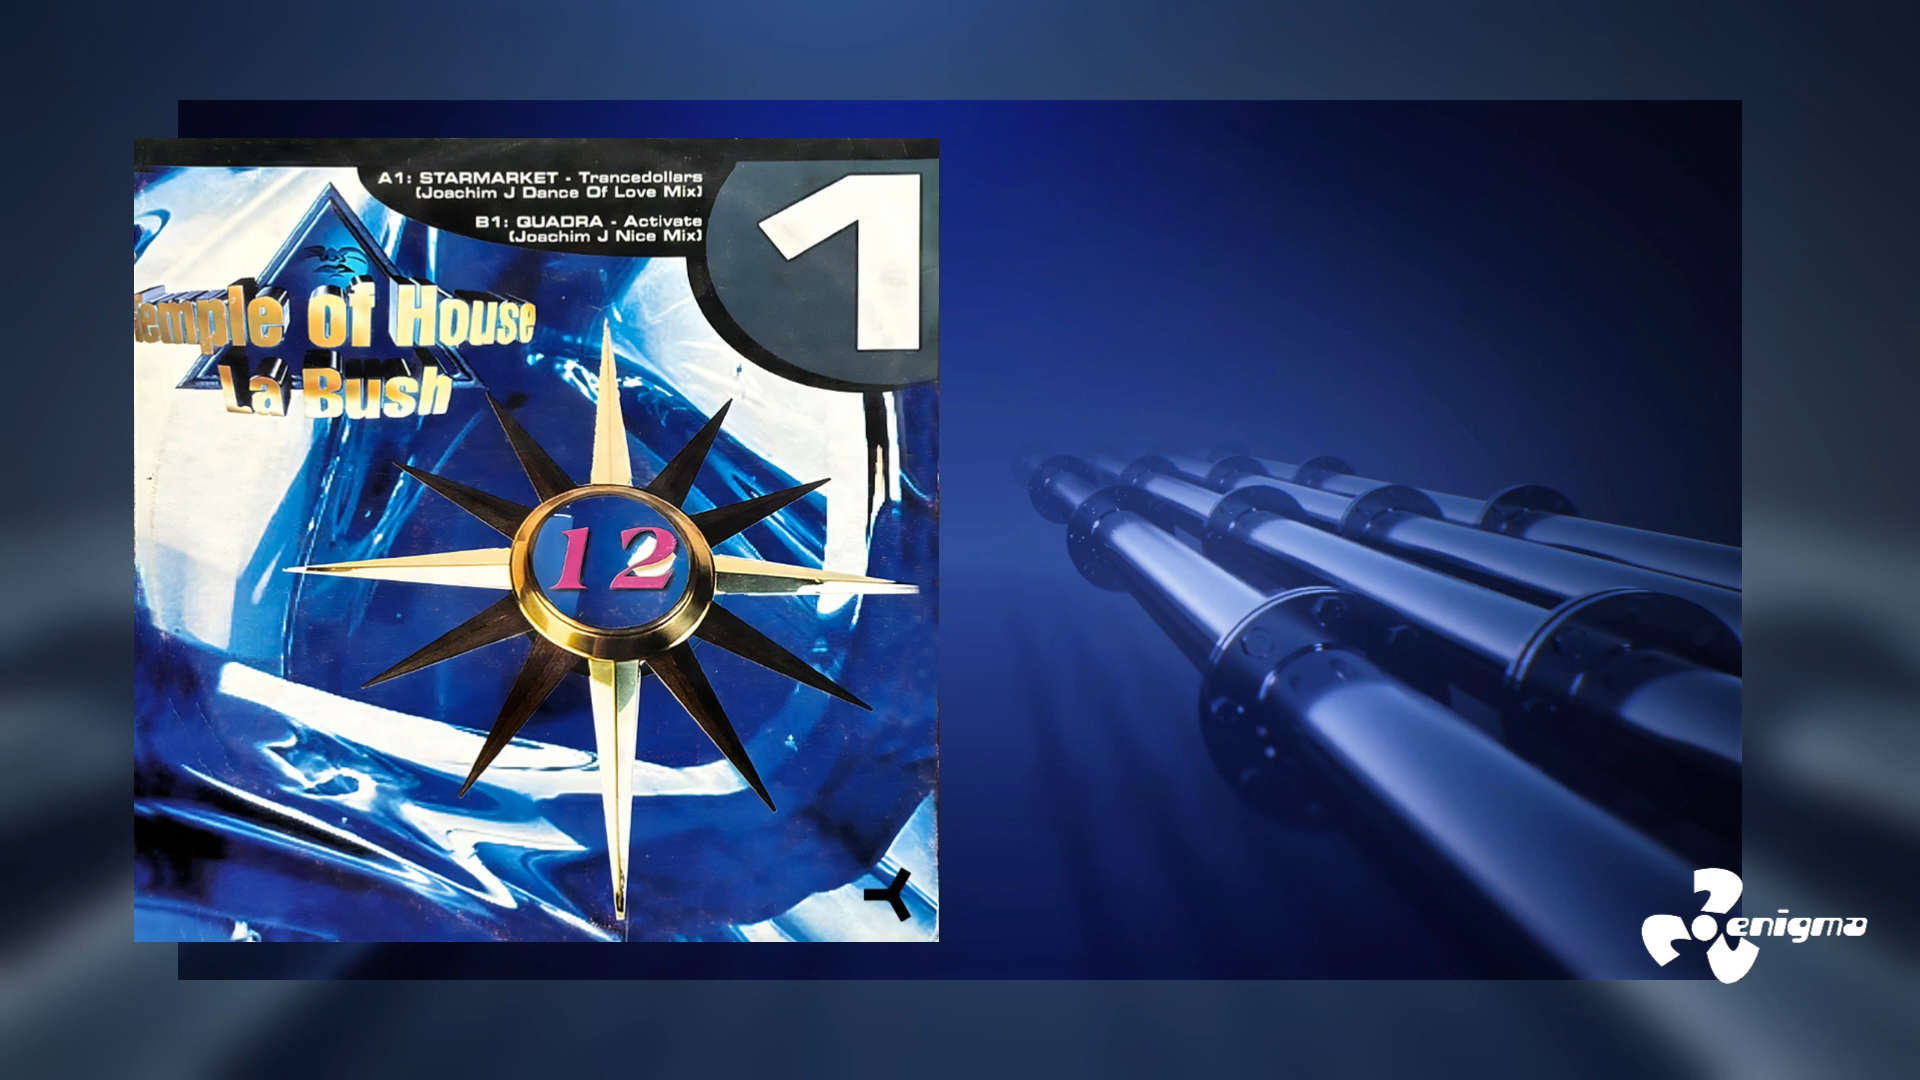 A1: STARMARKET - Trancedollars
(Joachim J Dance Of Love Mix)
B1: QUADRA - Activate
(Joachim J Nice Mix)
1
emple of House
La Bush
12
enigma